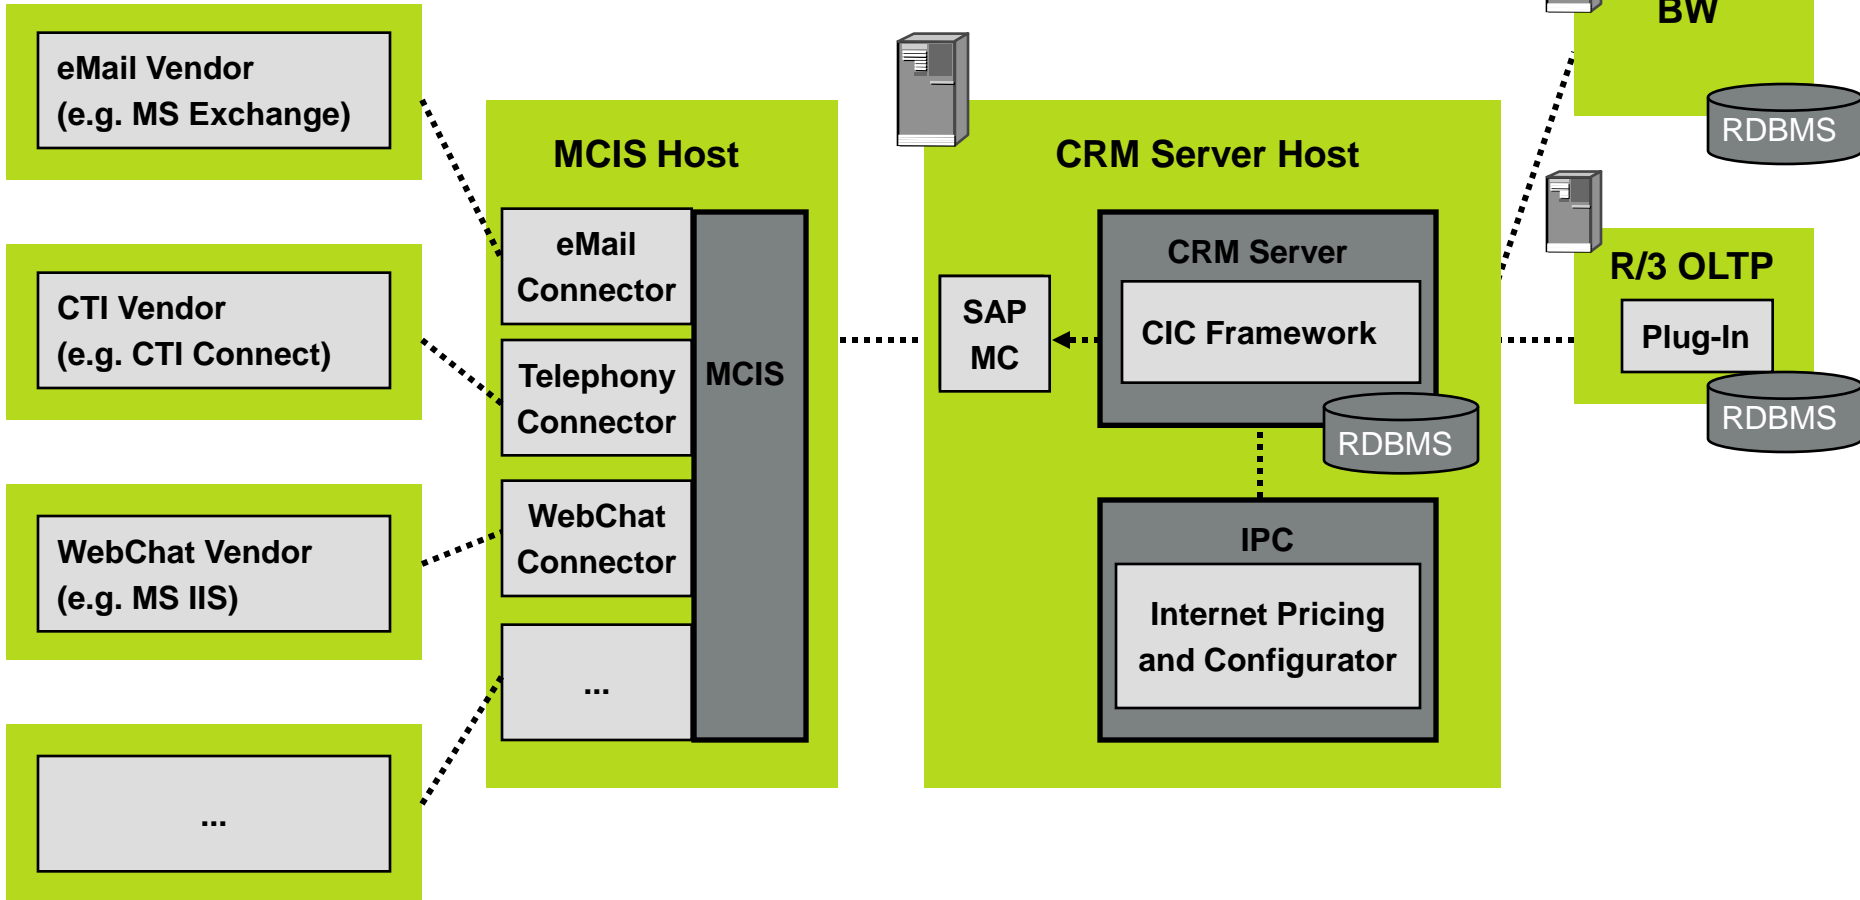 eMail Vendor
(e.g. MS Exchange)
CTI Vendor
(e.g. CTI Connect)
WebChat Vendor
(e.g. MS IIS)
...
MCIS Host
eMail
Connector
Telephony
Connector
WebChat
Connector
...
MCIS
CRM Server Host
SAP
MC
CRM Server
CIC Framework
RDBMS
IPC
Internet Pricing
and Configurator
BW
RDBMS
R/3 OLTP
Plug-In
RDBMS